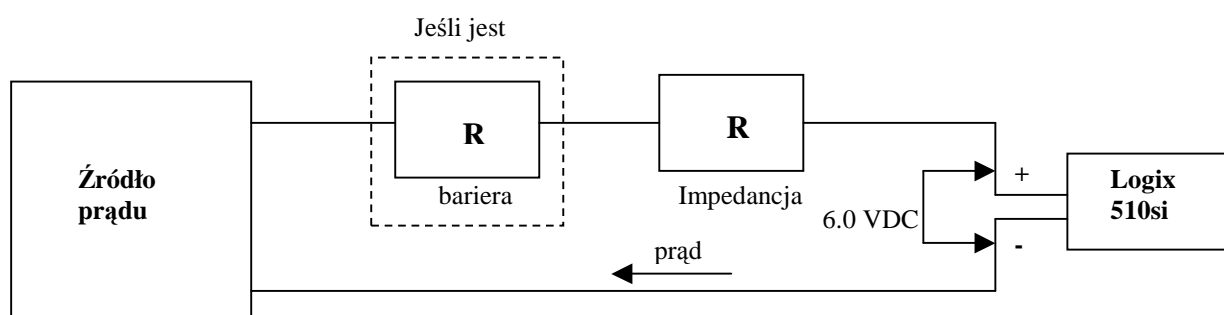 Jeśli jest
R
bariera
R
Impedancja
Źródło
prądu
+
6.0 VDC
-
Logix
510si
prąd